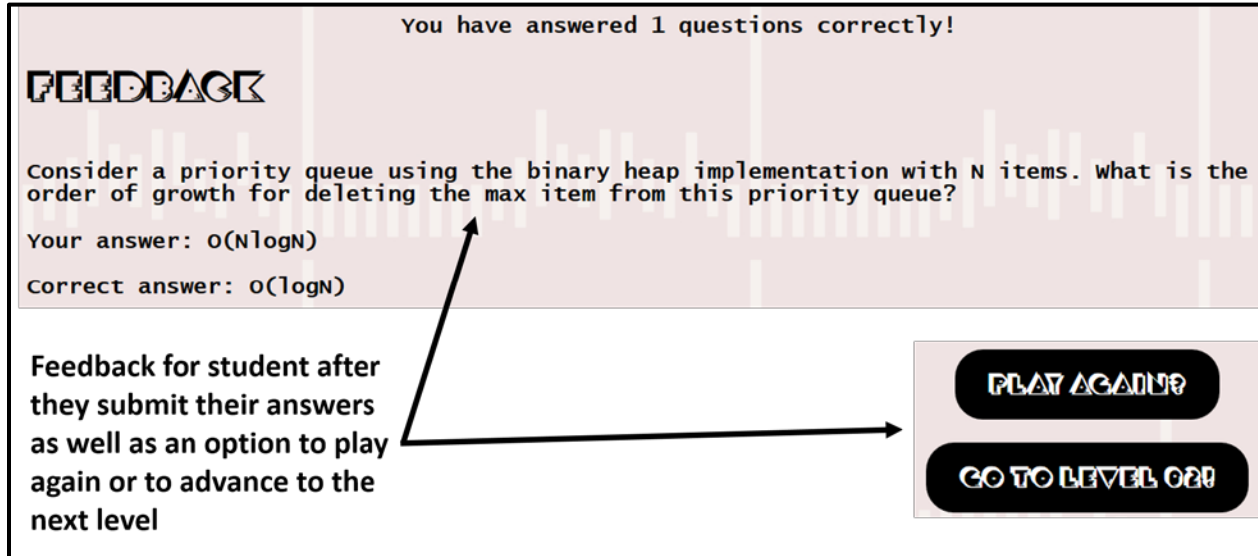 You have answered 1 questions correctly!
FEEDBACK
Consider a priority queue using the binary heap implementation with N items. What is the
order of growth for deleting the max item from this priority queue?
Your answer: O(NlogN)
Correct answer: O(logN)
Feedback for student after
they submit their answers
as well as an option to play
again or to advance to the
next level
PLAY AGAIN?
GO TO LEVEL 02!